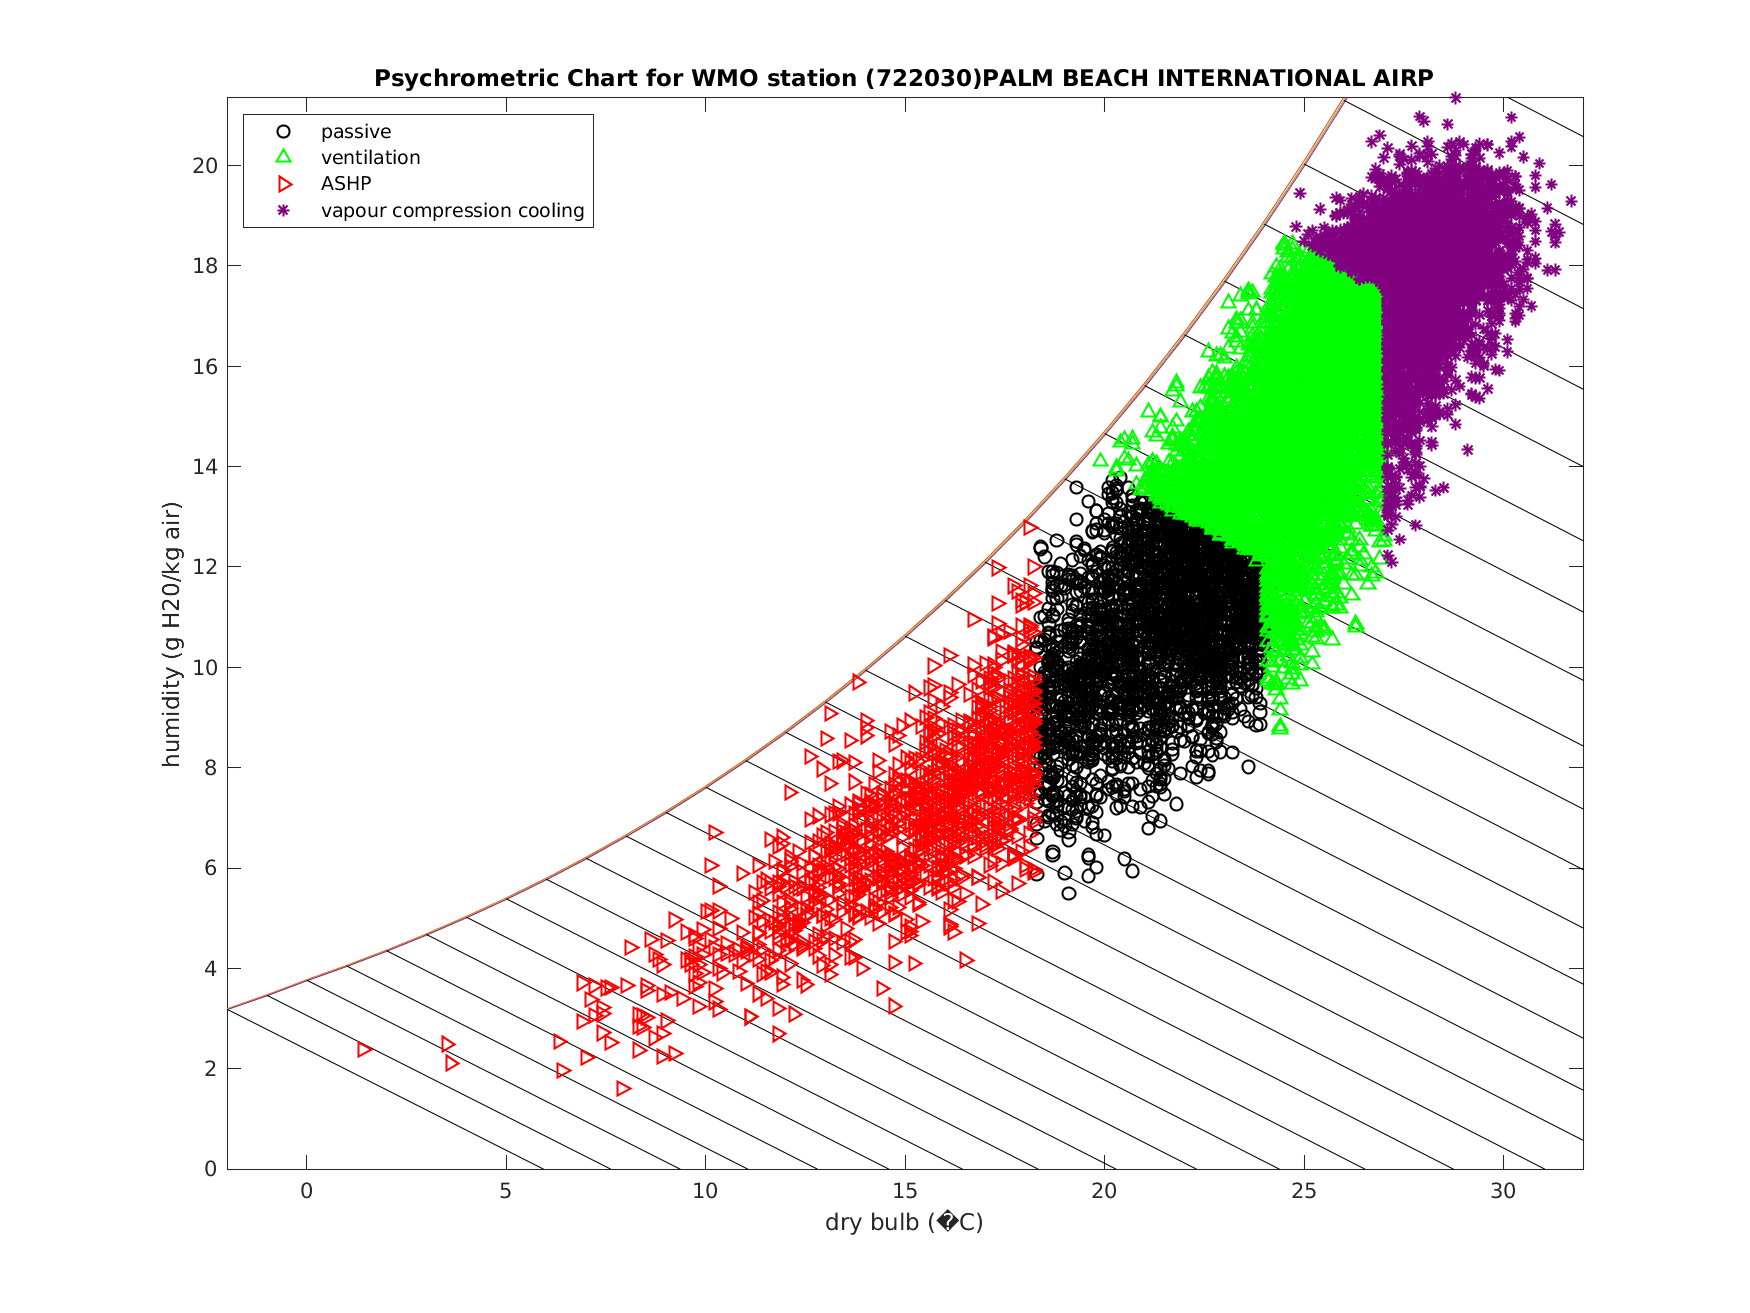 Psychrometric Chart for WMO station (722030)PALM BEACH INTERNATIONAL AIRP
passive
ventilation
ASHP
vapour compression cooling
humidity (g H20/kg air)
20
18
16
14
12
10
8
6
4
2
0
0 5 10 15 20 25 30
dry bulb (�C)